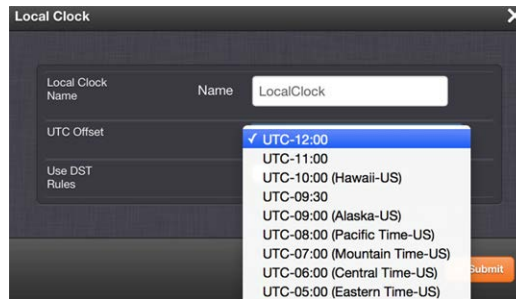 Local Clock
Local Clock
Name
Name
LocalClock
UTC Offset
✓ UTC-12:00
UTC-11:00
UTC-10:00 (Hawaii-US)
UTC-09:30
UTC-09:00 (Alaska-US)
UTC-08:00 (Pacific Time-US)
UTC-07:00 (Mountain Time-US)
UTC-06:00 (Central Time-US)
UTC-05:00 (Eastern Time-US)
Use DST
Rules
Submit